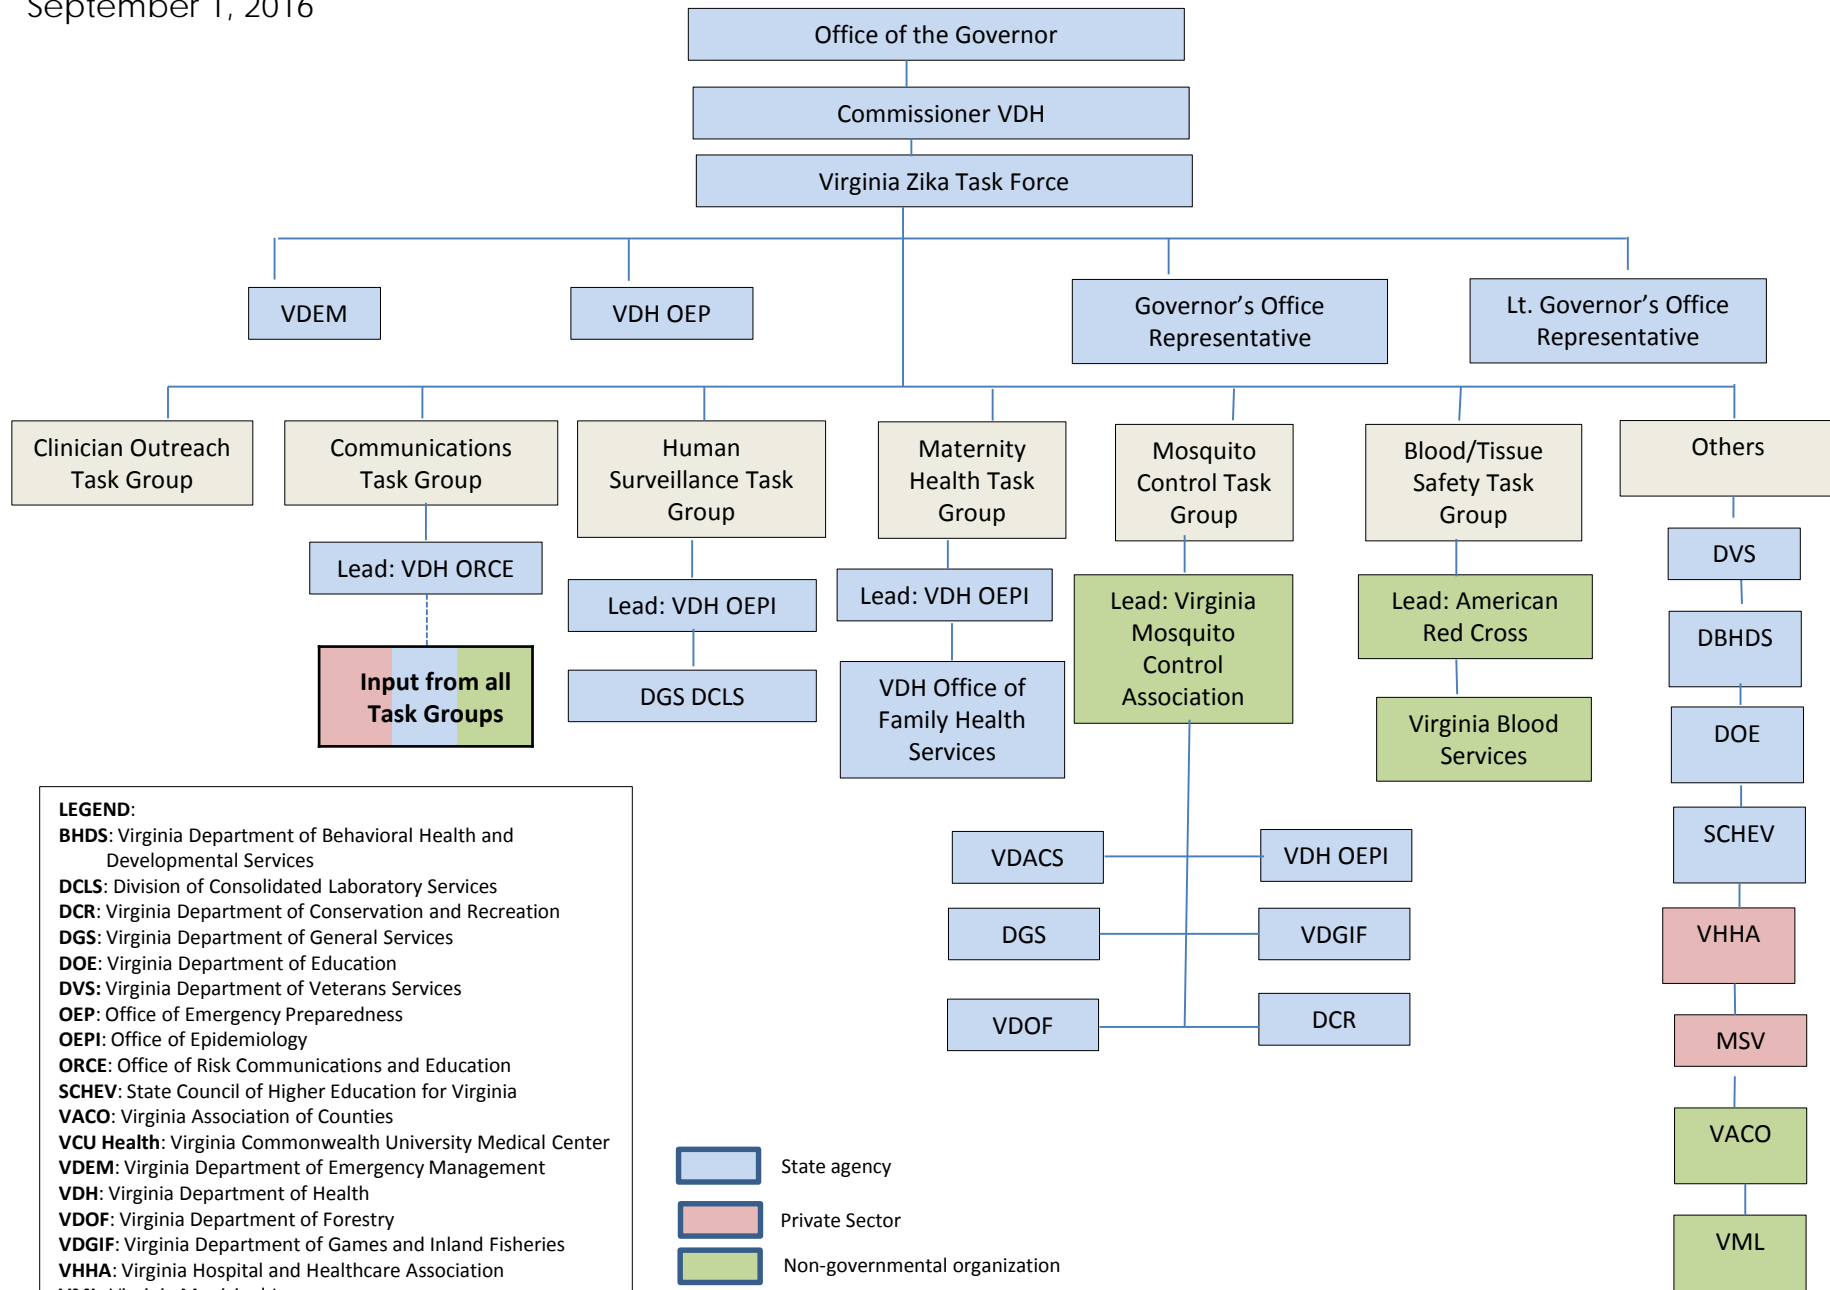 September 1, 2016
Office of the Governor
Commissioner VDH
Virginia Zika Task Force
VDEM
VDH OEP
Governor’s Office
Representative
Lt. Governor’s Office
Representative
Clinician Outreach
Task Group
Communications
Task Group
Human
Surveillance Task
Group
Maternity
Health Task
Group
Mosquito
Control Task
Group
Blood/Tissue
Safety Task
Group
Others
Lead: VDH ORCE
Input from all
Task Groups
Lead: VDH OEPI
DGS DCLS
Lead: VDH OEPI
VDH Office of
Family Health
Services
Lead: Virginia
Mosquito
Control
Association
VDACS
VDH OEPI
DGS
VDGIF
VDOF
DCR
Lead: American
Red Cross
Virginia Blood
Services
DVS
DBHDS
DOE
SCHEV
VHHA
MSV
VACO
VML
LEGEND:
BHDS: Virginia Department of Behavioral Health and
Developmental Services
DCLS: Division of Consolidated Laboratory Services
DCR: Virginia Department of Conservation and Recreation
DGS: Virginia Department of General Services
DOE: Virginia Department of Education
DVS: Virginia Department of Veterans Services
OEP: Office of Emergency Preparedness
OEPI: Office of Epidemiology
ORCE: Office of Risk Communications and Education
SCHEV: State Council of Higher Education for Virginia
VACO: Virginia Association of Counties
VCU Health: Virginia Commonwealth University Medical Center
VDEM: Virginia Department of Emergency Management
VDH: Virginia Department of Health
VDOF: Virginia Department of Forestry
VDGIF: Virginia Department of Games and Inland Fisheries
VHHA: Virginia Hospital and Healthcare Association
State agency
Private Sector
Non-governmental organization